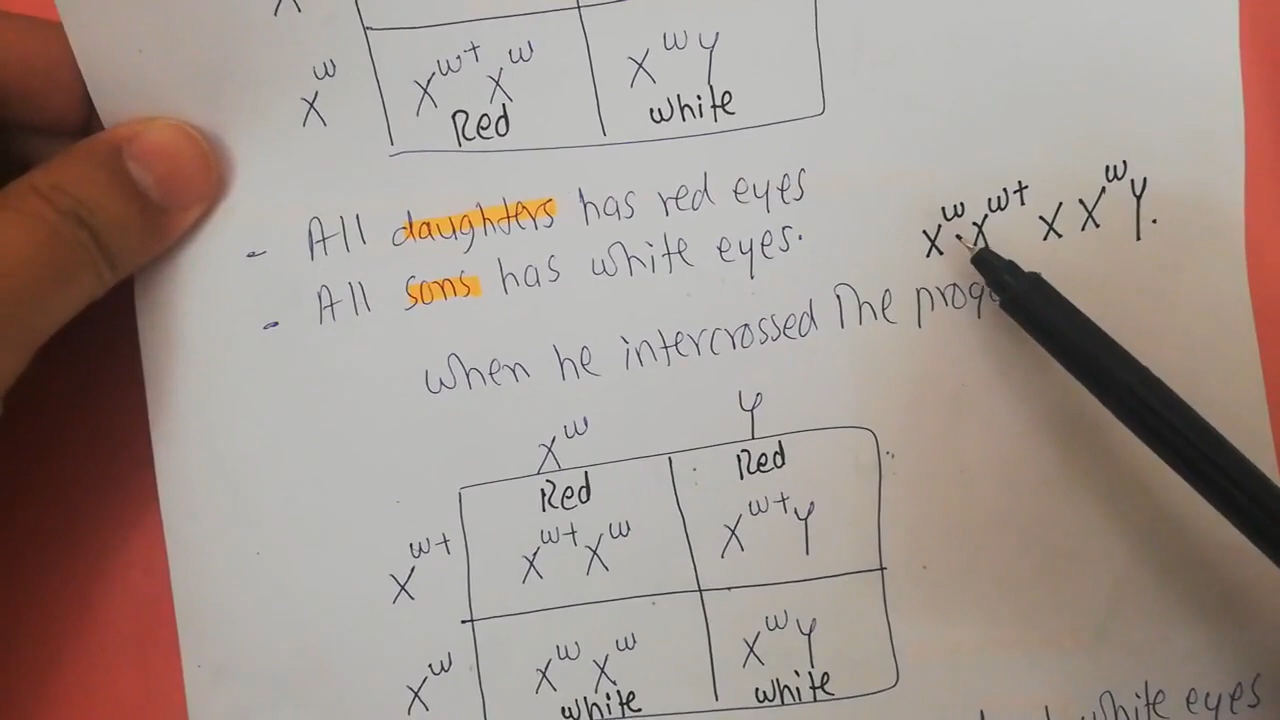 X^w X^w+ X^w X^w Y
Red white
- All daughters has red eyes
- All sons has white eyes.
X^w . X^w+ X X^w Y.
When he intercrossed The
X^w Y
Red Red
X^w+ X^w+ X^w X^w+ Y
X^w X^w X^w X^w Y
white white
white eyes